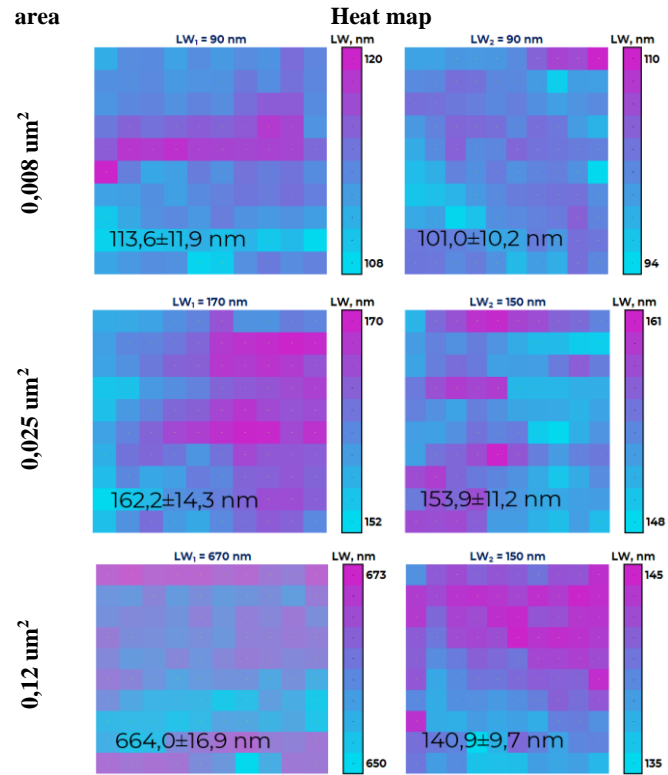 area Heat map
LW₁ = 90 nm LW, nm LW₂ = 90 nm LW, nm
120 110
0,008 um²
113,6±11,9 nm 101,0±10,2 nm
108 94
LW₁ = 170 nm LW, nm LW₂ = 150 nm LW, nm
170 161
0,025 um²
162,2±14,3 nm 153,9±11,2 nm
152 148
LW₁ = 670 nm LW, nm LW₂ = 150 nm LW, nm
673 145
0,12 um²
664,0±16,9 nm 140,9±9,7 nm
650 135